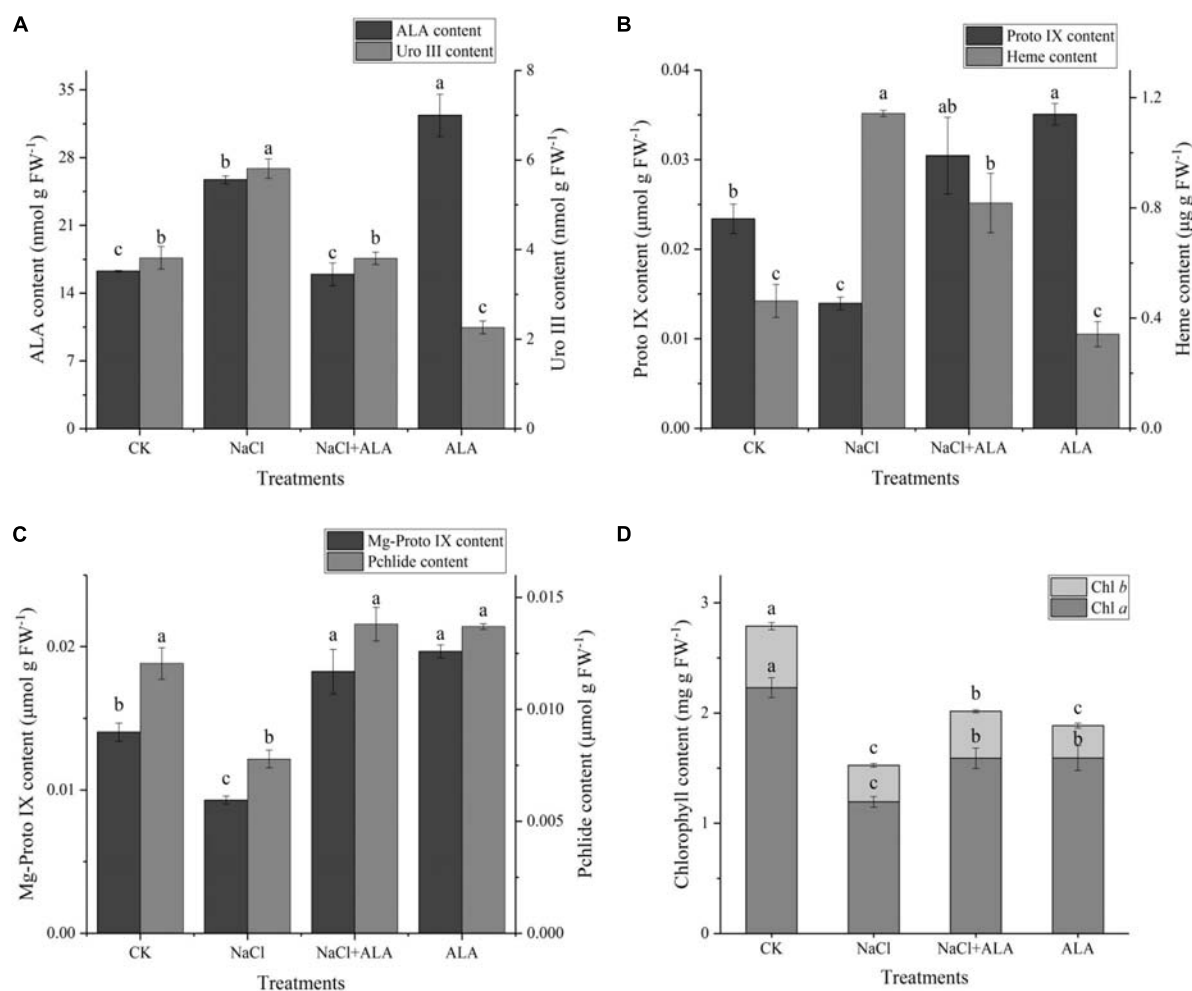 A
ALA content
Uro III content
35
28
21
14
7
0
8
6
4
2
0
ALA content (nmol g FW⁻¹)
Uro III content (nmol g FW⁻¹)
c b
b a
c b
a c
CK NaCl NaCl+ALA ALA
Treatments
B
Proto IX content
Heme content
0.04
0.03
0.02
0.01
0.00
1.2
0.8
0.4
0.0
Proto IX content (μmol g FW⁻¹)
Heme content (μg g FW⁻¹)
b c
c a
ab b
a c
CK NaCl NaCl+ALA ALA
Treatments
C
Mg-Proto IX content
Pchlide content
0.02
0.01
0.00
0.015
0.010
0.005
0.000
Mg-Proto IX content (μmol g FW⁻¹)
Pchlide content (μmol g FW⁻¹)
b a
c b
a a
a a
CK NaCl NaCl+ALA ALA
Treatments
D
Chl b
Chl a
3
2
1
0
Chlorophyll content (mg g FW⁻¹)
a a
c c
b b
c b
CK NaCl NaCl+ALA ALA
Treatments